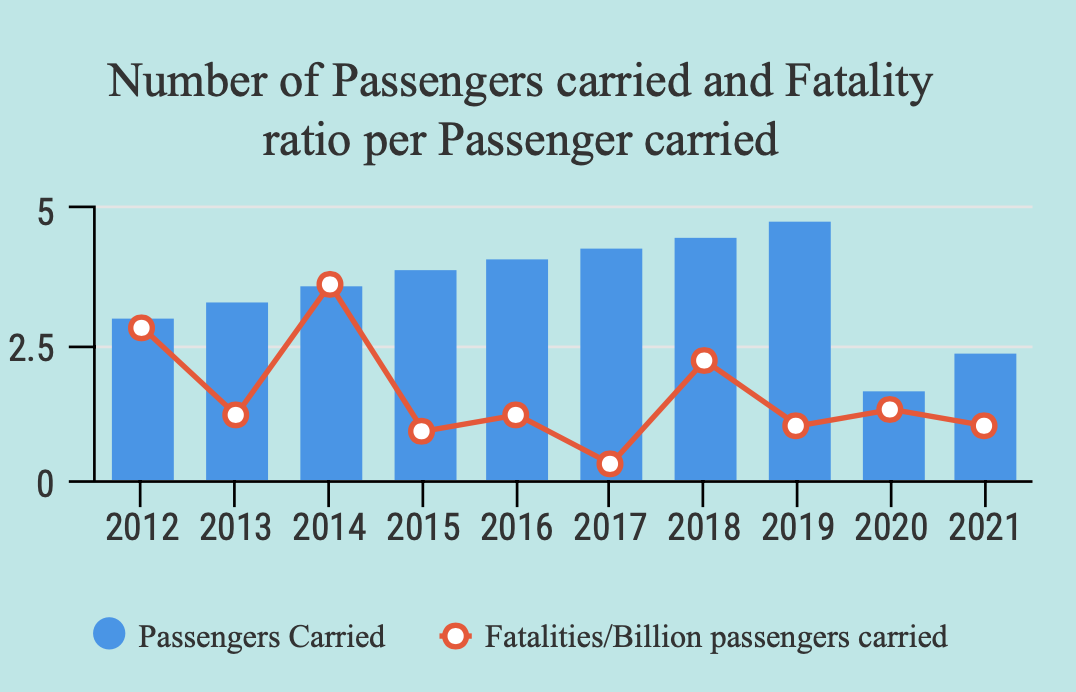 Number of Passengers carried and Fatality
ratio per Passenger carried
5
2.5
0
2012 2013 2014 2015 2016 2017 2018 2019 2020 2021
Passengers Carried Fatalities/Billion passengers carried